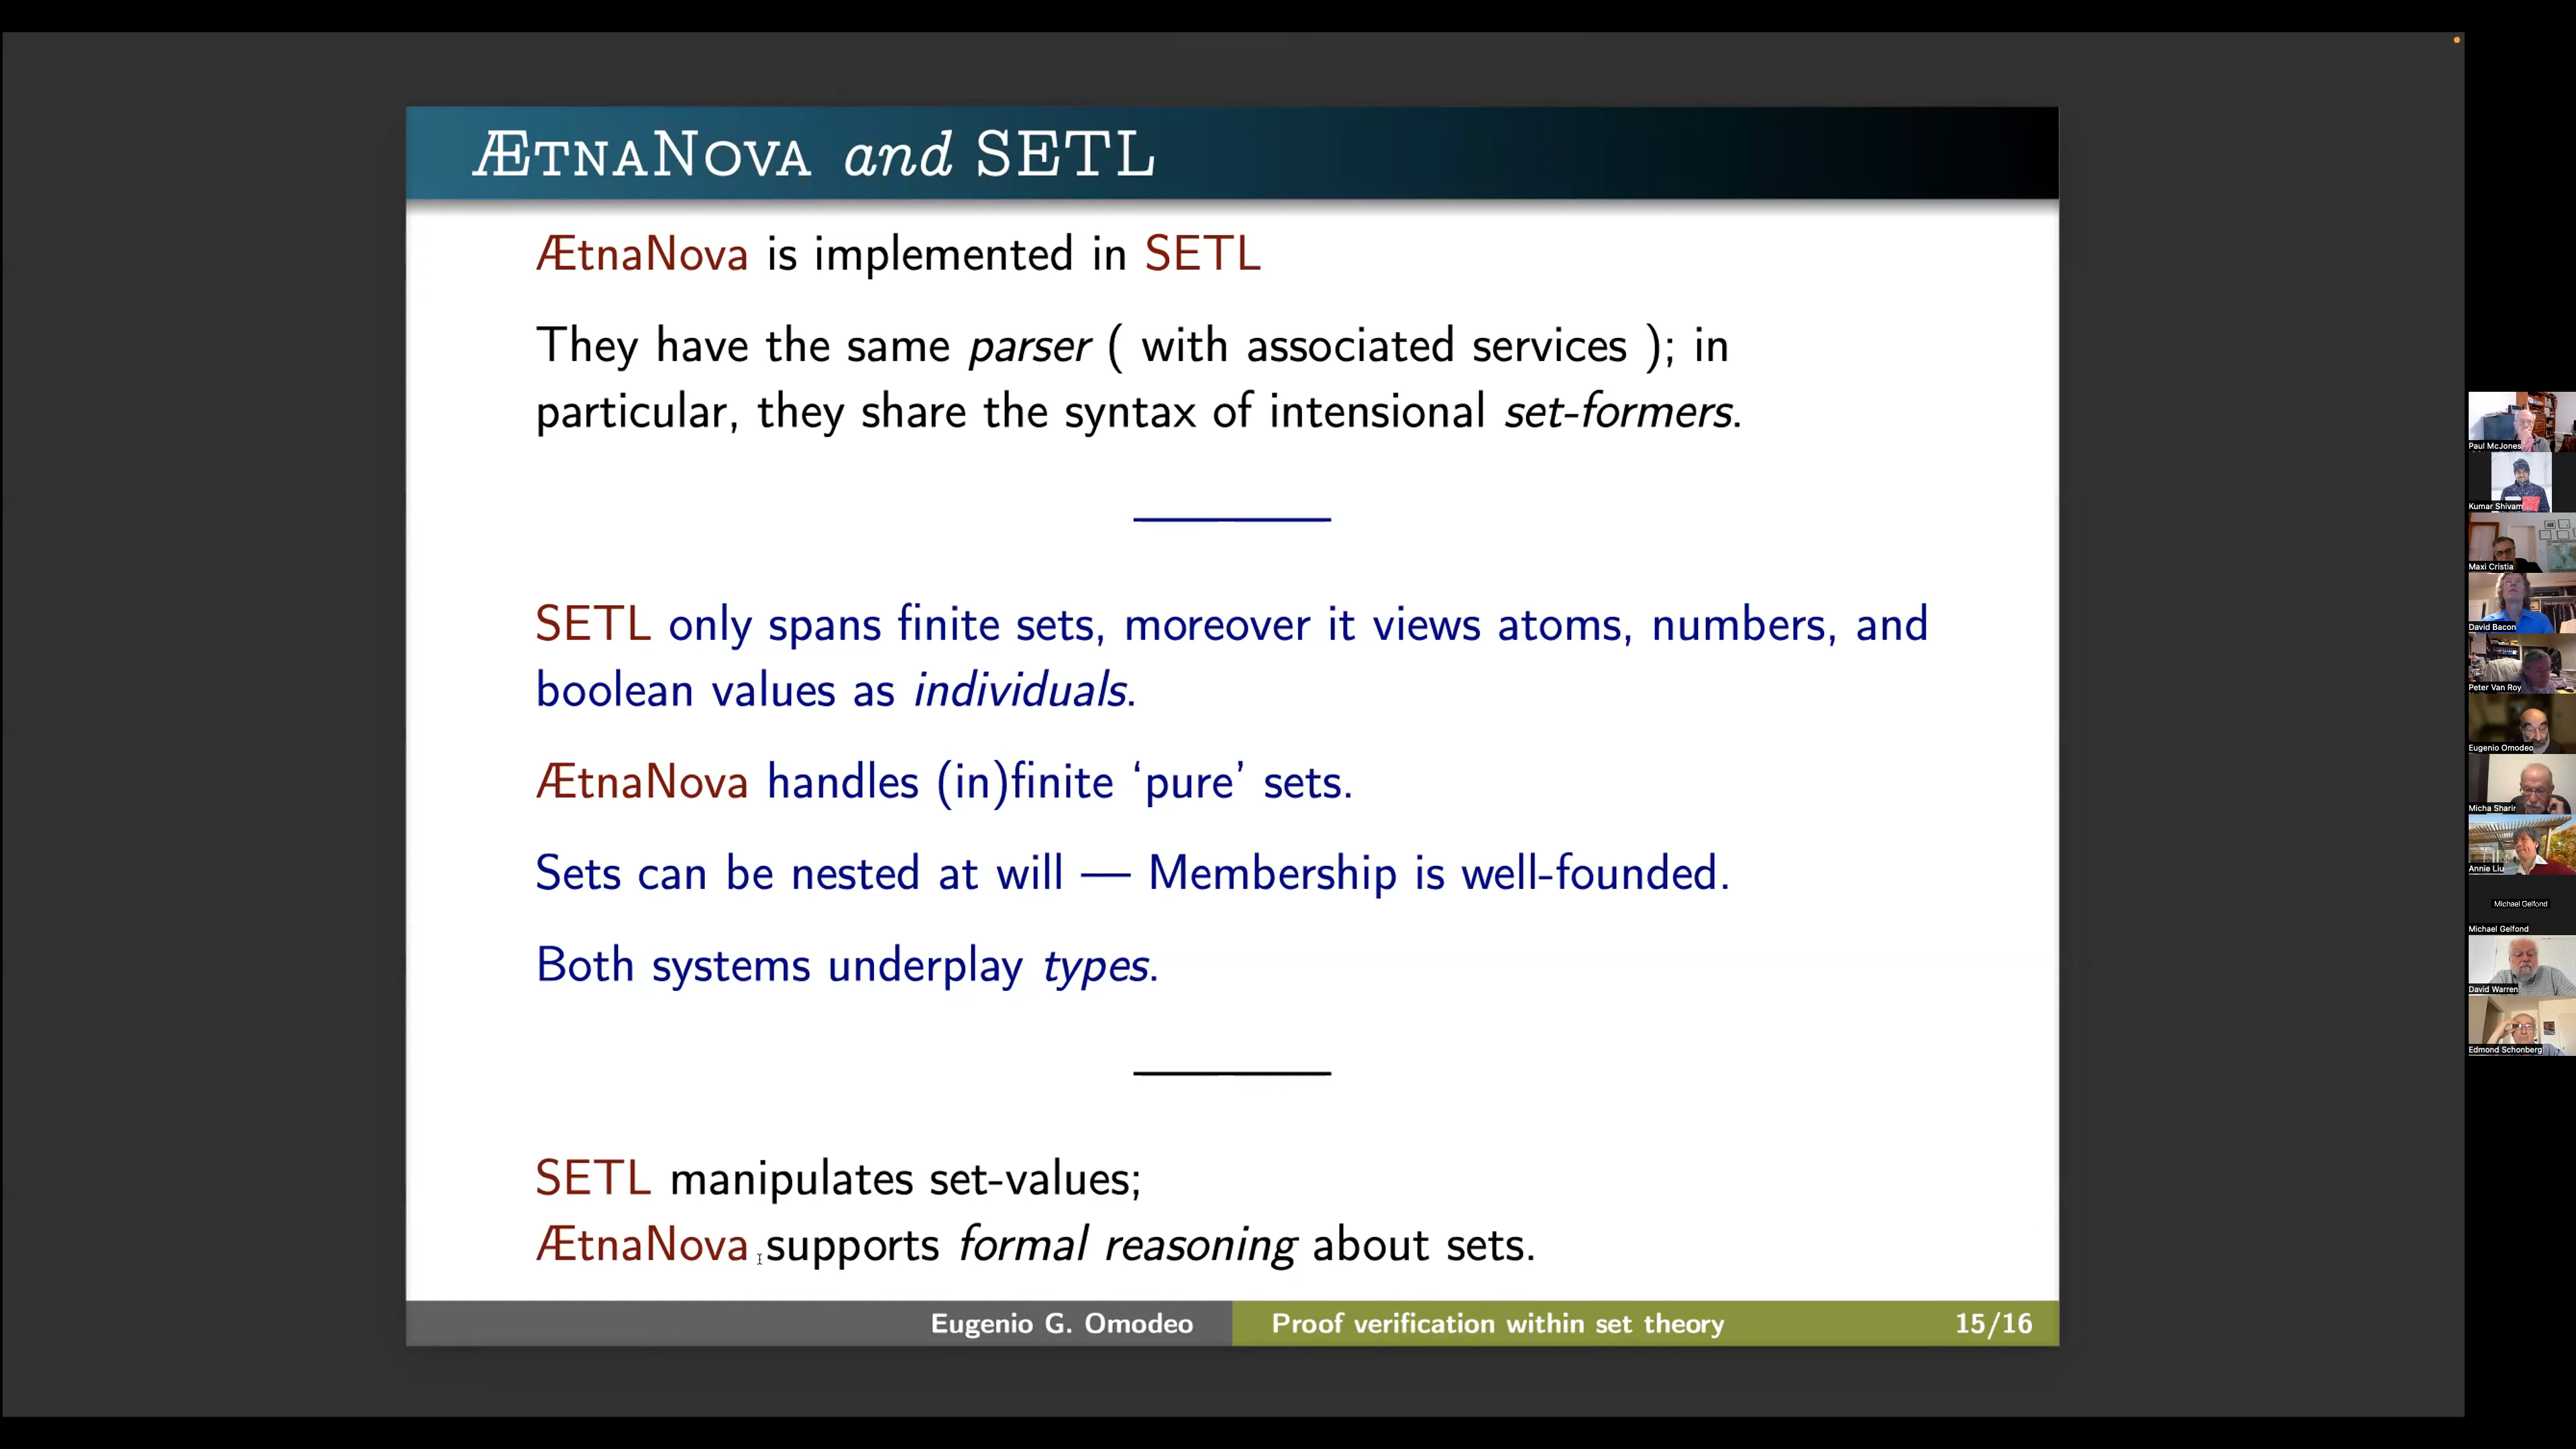 ÆTNANOVA and SETL
ÆtnaNova is implemented in SETL
They have the same parser ( with associated services ); in
particular, they share the syntax of intensional set-formers.
SETL only spans finite sets, moreover it views atoms, numbers, and
boolean values as individuals.
ÆtnaNova handles (in)finite ‘pure’ sets.
Sets can be nested at will — Membership is well-founded.
Both systems underplay types.
SETL manipulates set-values;
ÆtnaNova supports formal reasoning about sets.
Eugenio G. Omodeo
Proof verification within set theory
15/16
Paul McJones
Kumar Shivam
Maxi Cristia
David Bacon
Peter Van Roy
Eugenio Omodeo
Micha Sharir
Annie Liu
Michael Gelfond
Michael Gelfond
David Warren
Edmond Schonberg